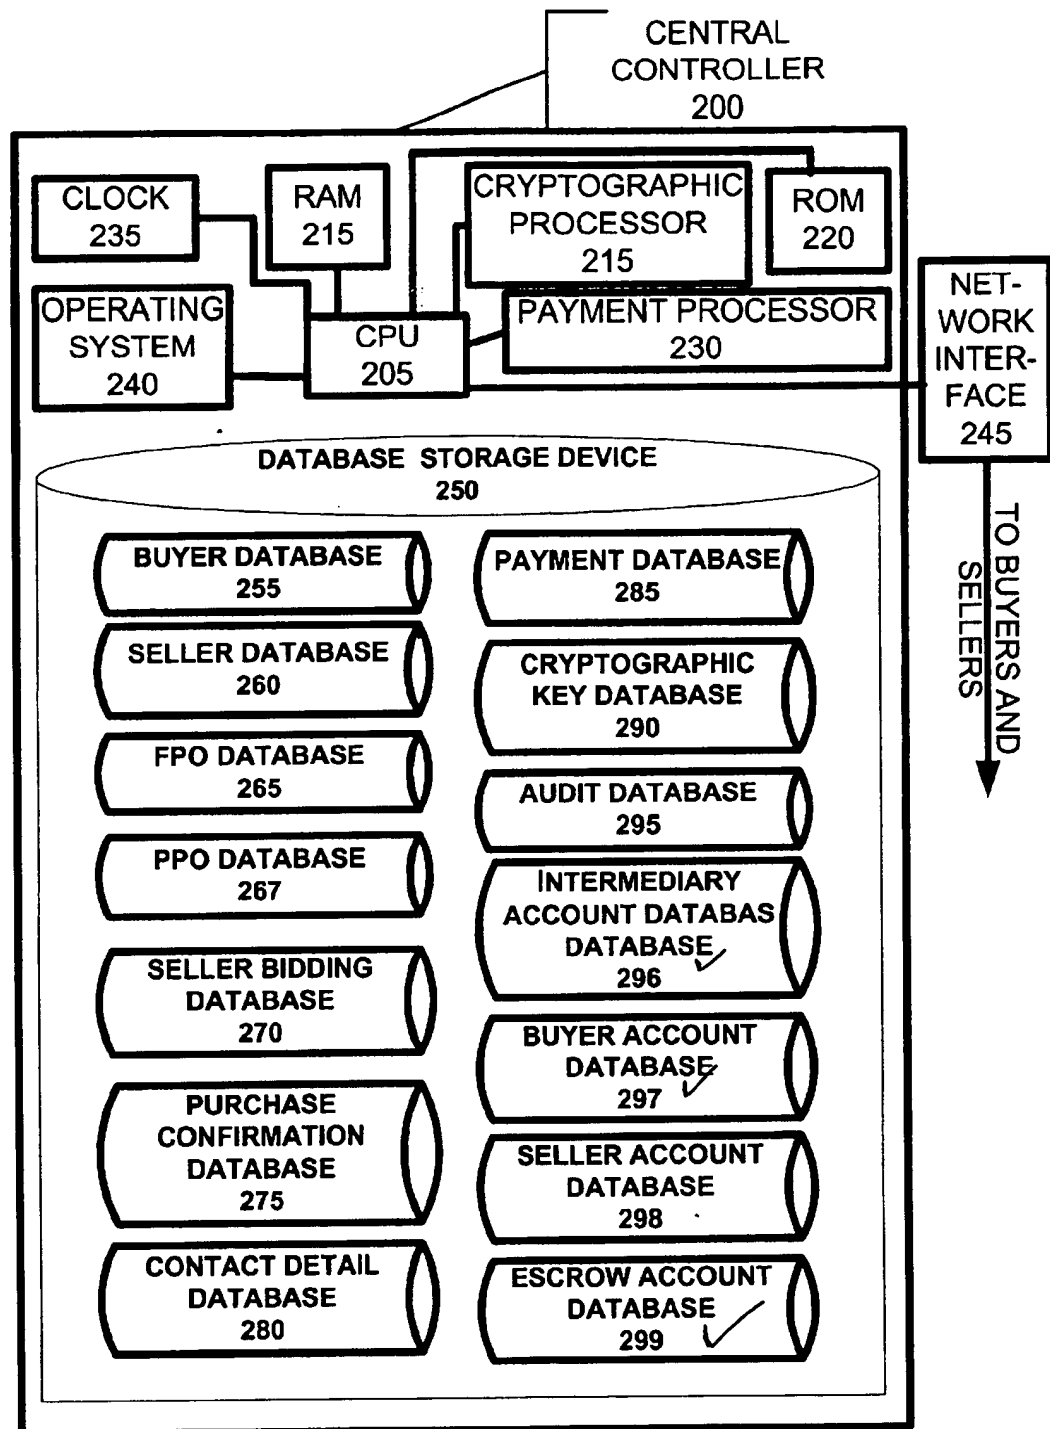 CENTRAL
CONTROLLER
200
CLOCK
235
RAM
215
CRYPTOGRAPHIC
PROCESSOR
215
ROM
220
OPERATING
SYSTEM
240
CPU
205
PAYMENT PROCESSOR
230
NET-
WORK
INTER-
FACE
245
TO BUYERS AND
SELLERS
DATABASE STORAGE DEVICE
250
BUYER DATABASE
255
SELLER DATABASE
260
FPO DATABASE
265
PPO DATABASE
267
SELLER BIDDING
DATABASE
270
PURCHASE
CONFIRMATION
DATABASE
275
CONTACT DETAIL
DATABASE
280
PAYMENT DATABASE
285
CRYPTOGRAPHIC
KEY DATABASE
290
AUDIT DATABASE
295
INTERMEDIARY
ACCOUNT DATABAS
DATABASE
296
BUYER ACCOUNT
DATABASE
297
SELLER ACCOUNT
DATABASE
298
ESCROW ACCOUNT
DATABASE
299